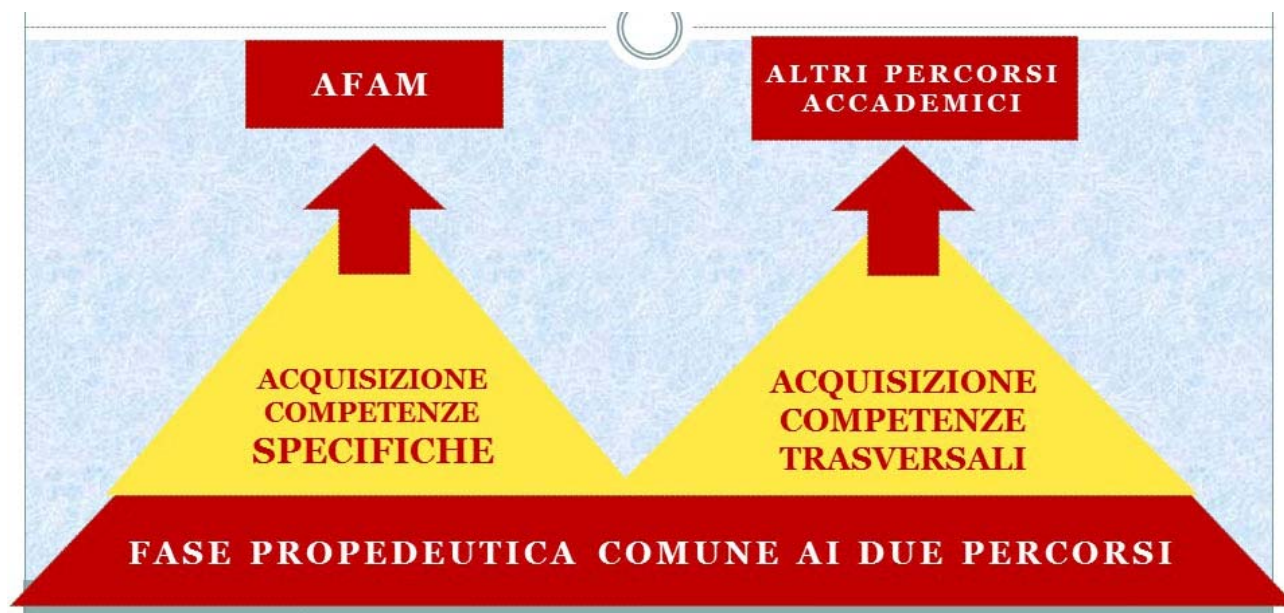 AFAM
ALTRI PERCORSI
ACCADEMICI
ACQUISIZIONE
COMPETENZE
SPECIFICHE
ACQUISIZIONE
COMPETENZE
TRASVERSALI
FASE PROPEDEUTICA COMUNE AI DUE PERCORSI